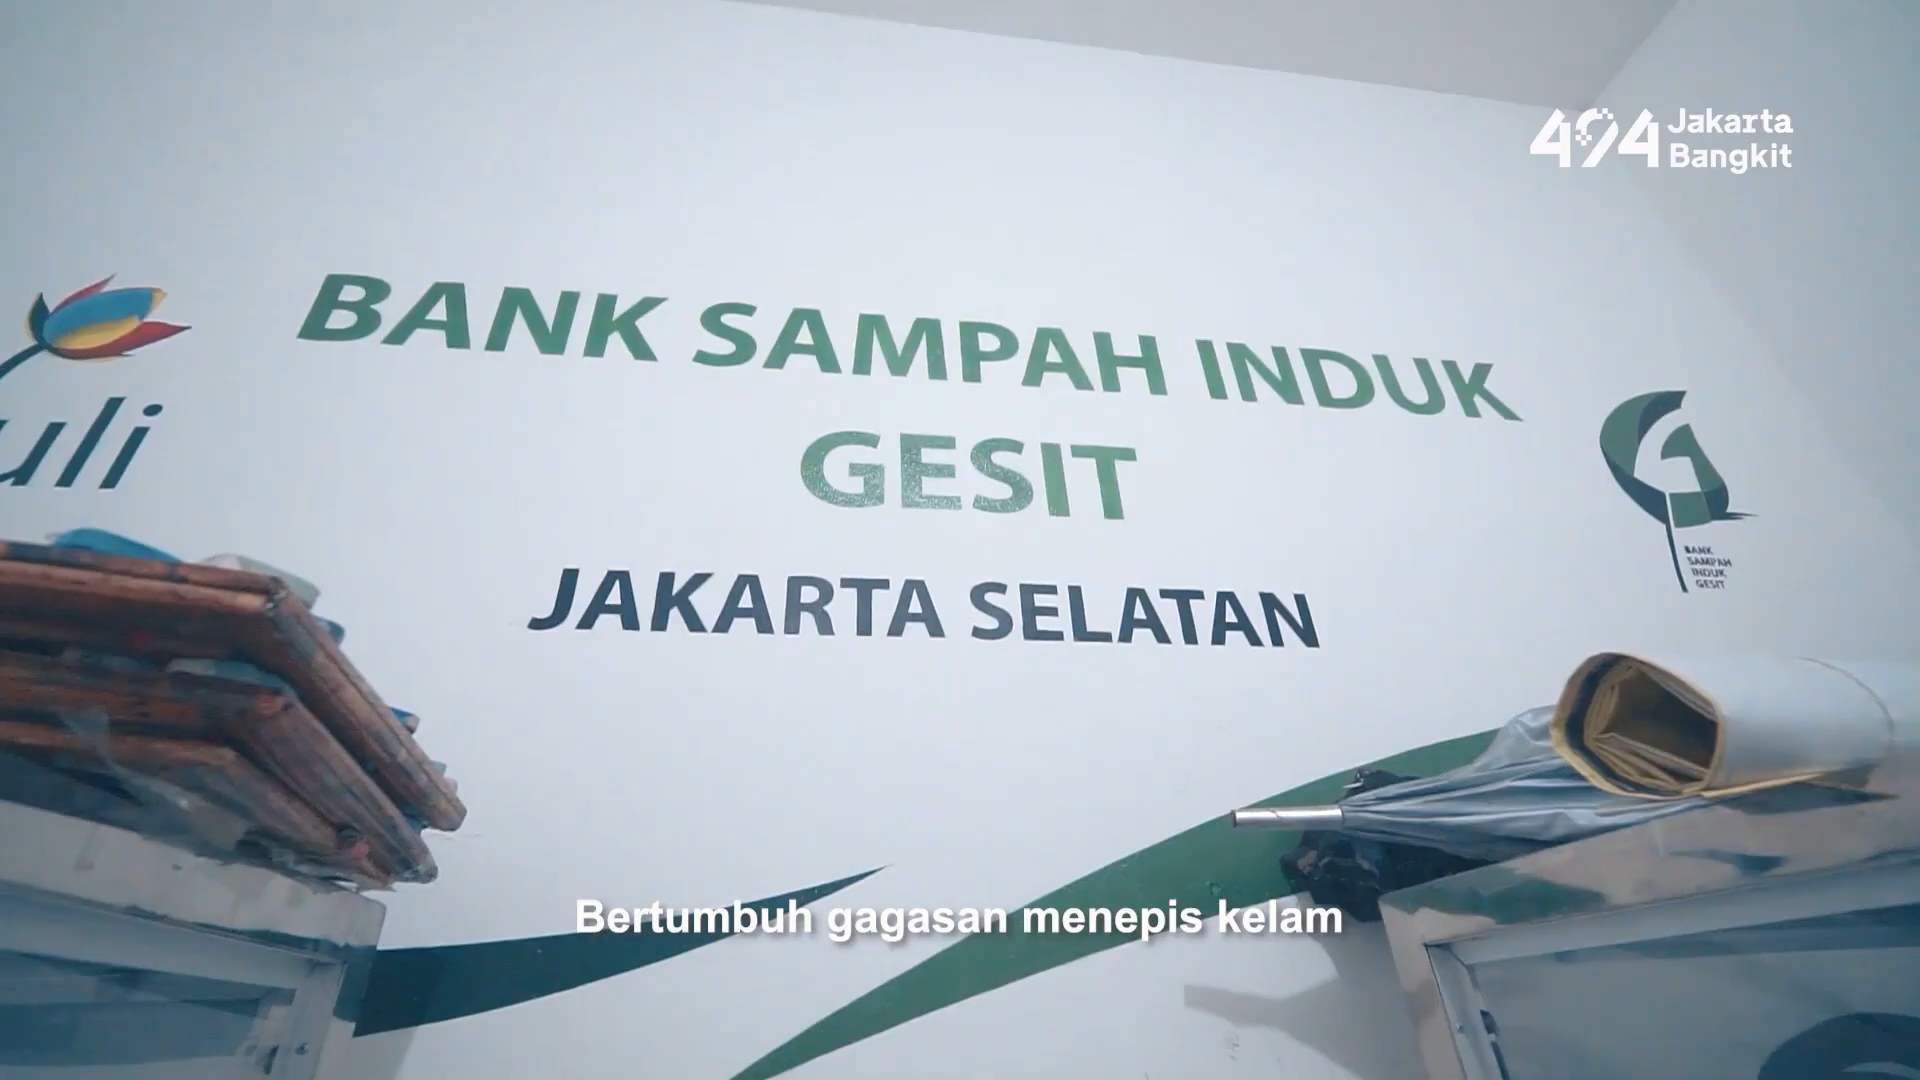 494 Jakarta
Bangkit
uli
BANK SAMPAH INDUK
GESIT
JAKARTA SELATAN
BANK
SAMPAH
INDUK
GESIT
Bertumbuh gagasan menepis kelam